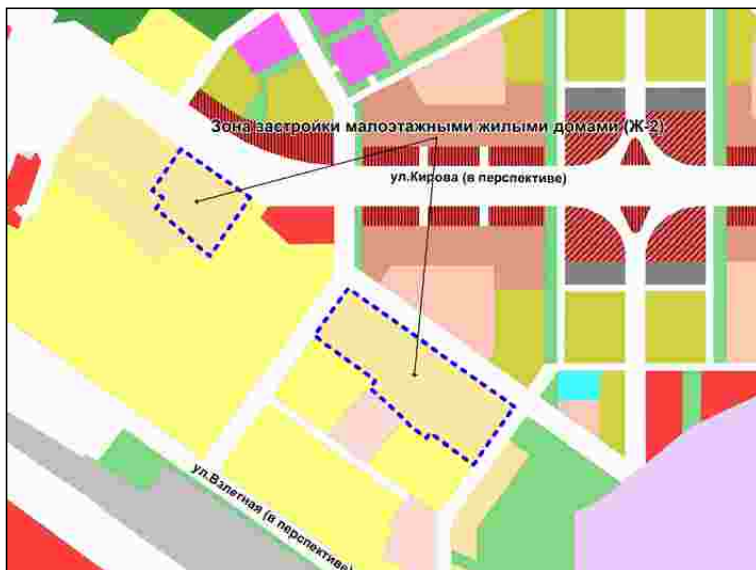 Зона застройки малоэтажными жилыми домами (Ж-2)
ул.Кирова (в перспективе)
ул.Взлетная (в перспективе)